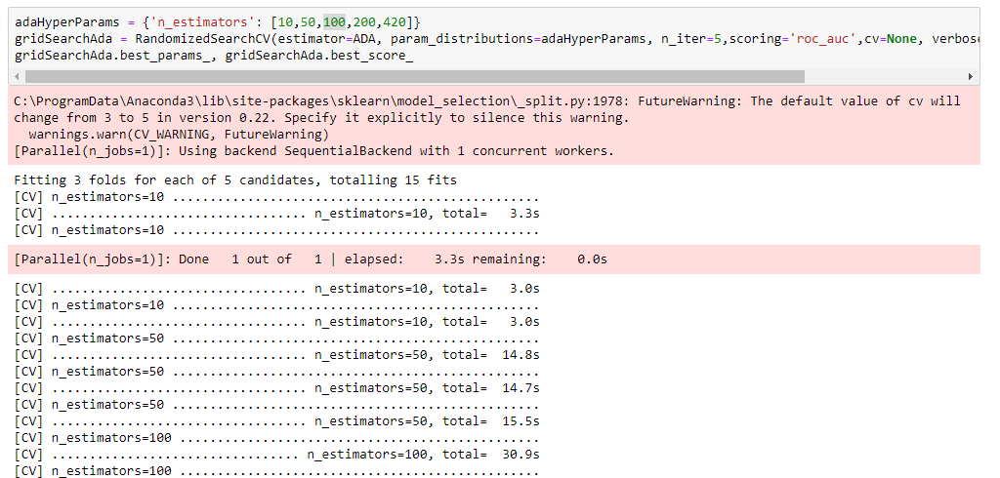 adaHyperParams = {'n_estimators': [10,50,100,200,420]}
gridSearchAda = RandomizedSearchCV(estimator=ADA, param_distributions=adaHyperParams, n_iter=5,scoring='roc_auc',cv=None, verbose
gridSearchAda.best_params_, gridSearchAda.best_score_
C:\ProgramData\Anaconda3\lib\site-packages\sklearn\model_selection\_split.py:1978: FutureWarning: The default value of cv will
change from 3 to 5 in version 0.22. Specify it explicitly to silence this warning.
  warnings.warn(CV_WARNING, FutureWarning)
[Parallel(n_jobs=1)]: Using backend SequentialBackend with 1 concurrent workers.
Fitting 3 folds for each of 5 candidates, totalling 15 fits
[CV] n_estimators=10 .................................................
[CV] .................................. n_estimators=10, total=   3.3s
[CV] n_estimators=10 .................................................
[Parallel(n_jobs=1)]: Done   1 out of   1 | elapsed:    3.3s remaining:    0.0s
[CV] .................................. n_estimators=10, total=   3.0s
[CV] n_estimators=10 .................................................
[CV] .................................. n_estimators=10, total=   3.0s
[CV] n_estimators=50 .................................................
[CV] .................................. n_estimators=50, total=  14.8s
[CV] n_estimators=50 .................................................
[CV] .................................. n_estimators=50, total=  14.7s
[CV] n_estimators=50 .................................................
[CV] .................................. n_estimators=50, total=  15.5s
[CV] n_estimators=100 ................................................
[CV] ................................. n_estimators=100, total=  30.9s
[CV] n_estimators=100 ................................................